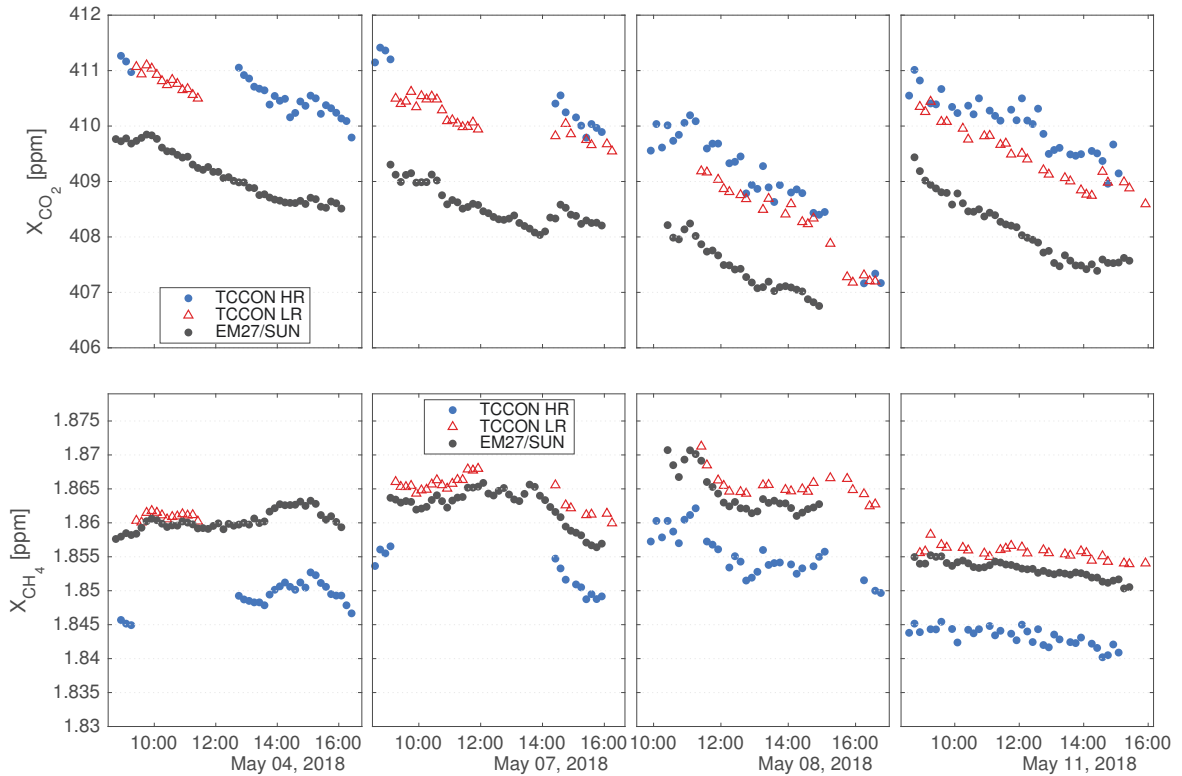 412
411
410
409
408
407
406
X_CO2 [ppm]
TCCON HR
TCCON LR
EM27/SUN
1.875
1.87
1.865
1.86
1.855
1.85
1.845
1.84
1.835
1.83
X_CH4 [ppm]
TCCON HR
TCCON LR
EM27/SUN
10:00 12:00 14:00 16:00 10:00 12:00 14:00 16:00 10:00 12:00 14:00 16:00 10:00 12:00 14:00 16:00
May 04, 2018 May 07, 2018 May 08, 2018 May 11, 2018